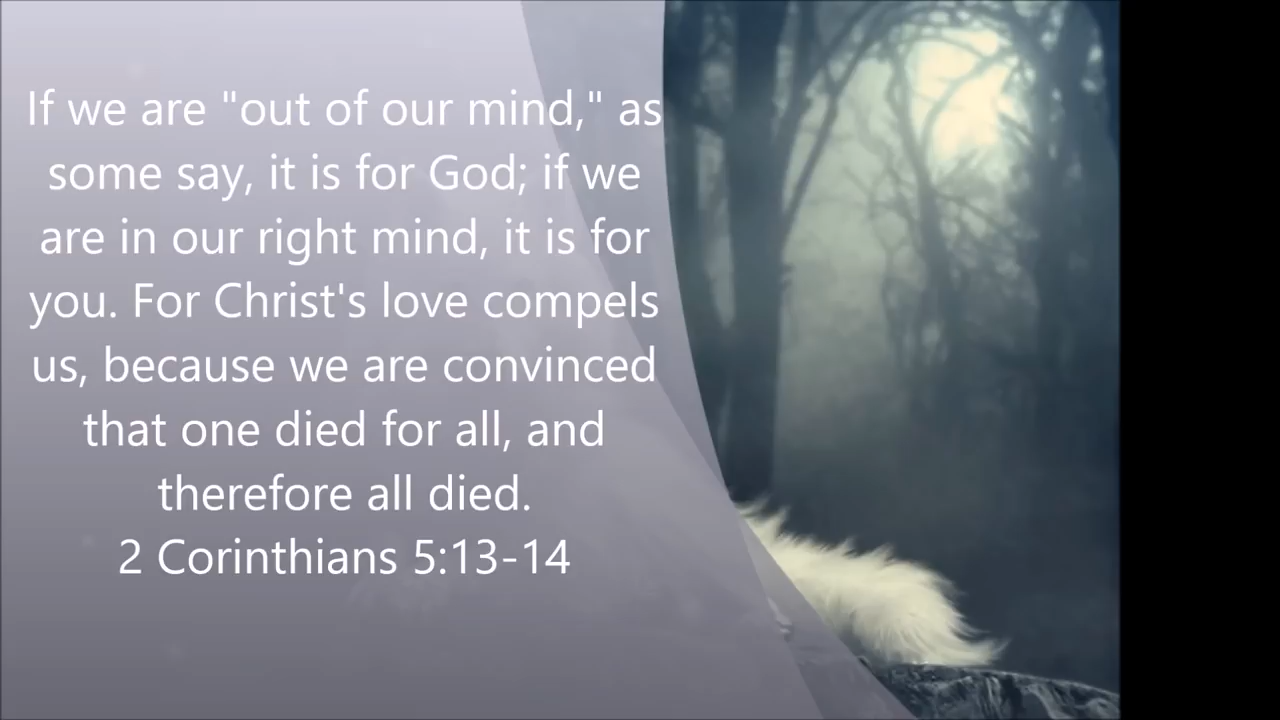 If we are "out of our mind," as
some say, it is for God; if we
are in our right mind, it is for
you. For Christ's love compels
us, because we are convinced
that one died for all, and
therefore all died.
2 Corinthians 5:13-14